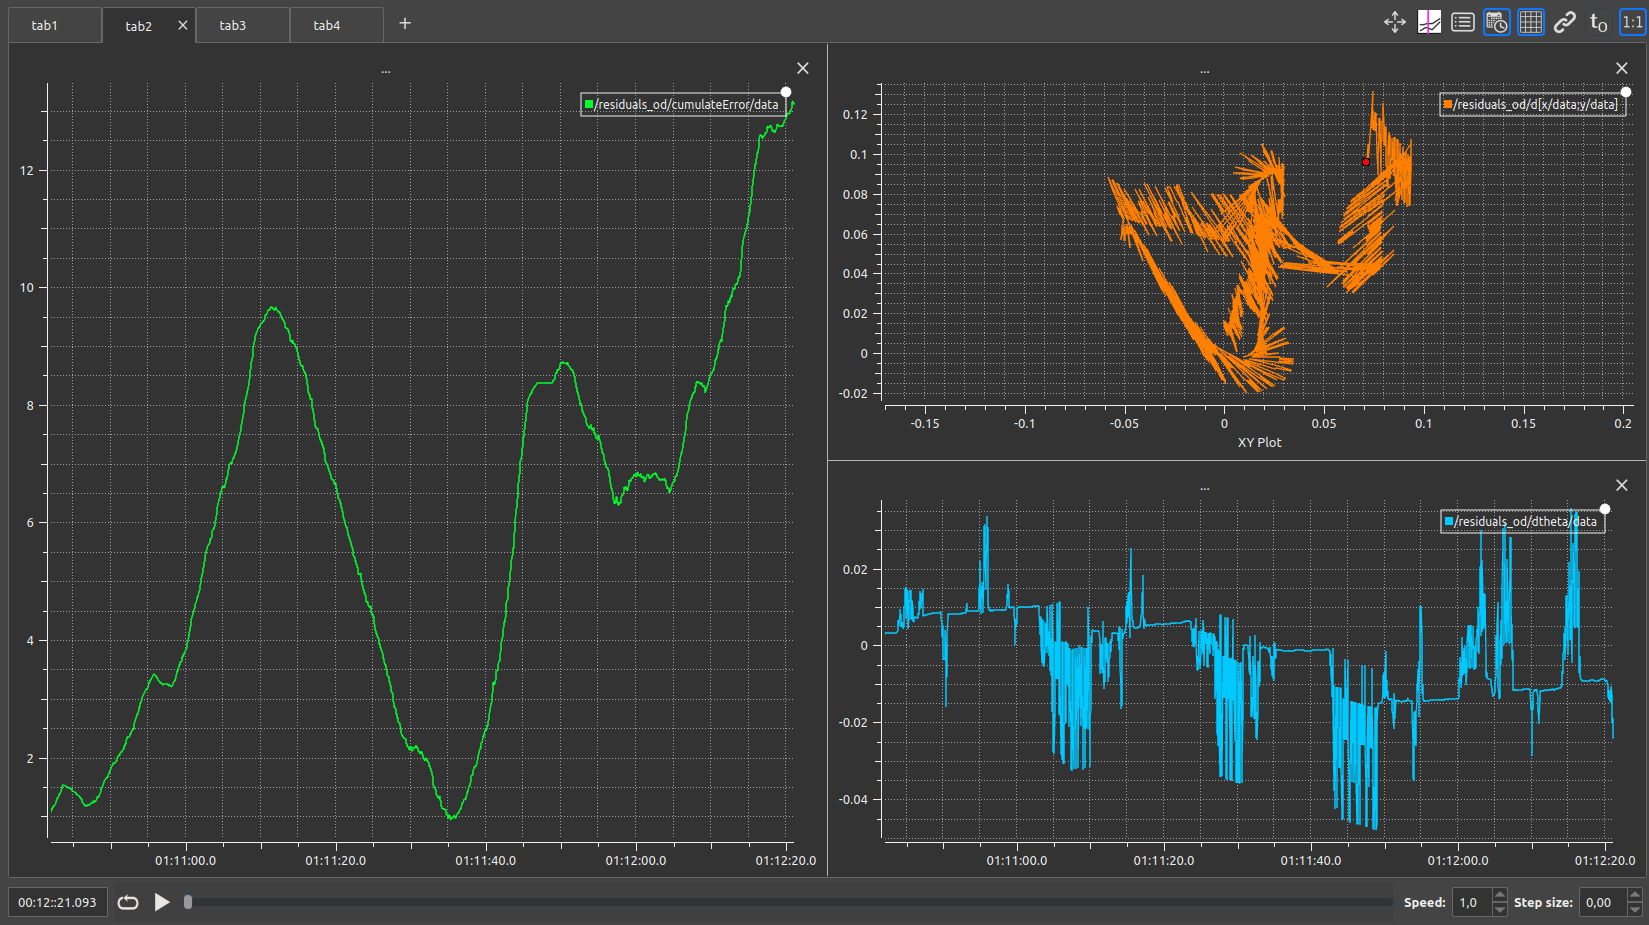 tab1 tab2 tab3 tab4 +
t0 1:1
...
/residuals_od/cumulateError/data
12
10
8
6
4
2
01:11:00.0 01:11:20.0 01:11:40.0 01:12:00.0 01:12:20.0
...
/residuals_od/d[x/data;y/data]
0.12
0.1
0.08
0.06
0.04
0.02
0
-0.02
-0.15 -0.1 -0.05 0 0.05 0.1 0.15 0.2
XY Plot
...
/residuals_od/dtheta/data
0.02
0
-0.02
-0.04
01:11:00.0 01:11:20.0 01:11:40.0 01:12:00.0 01:12:20.0
00:12::21.093 Speed: 1,0 Step size: 0,00